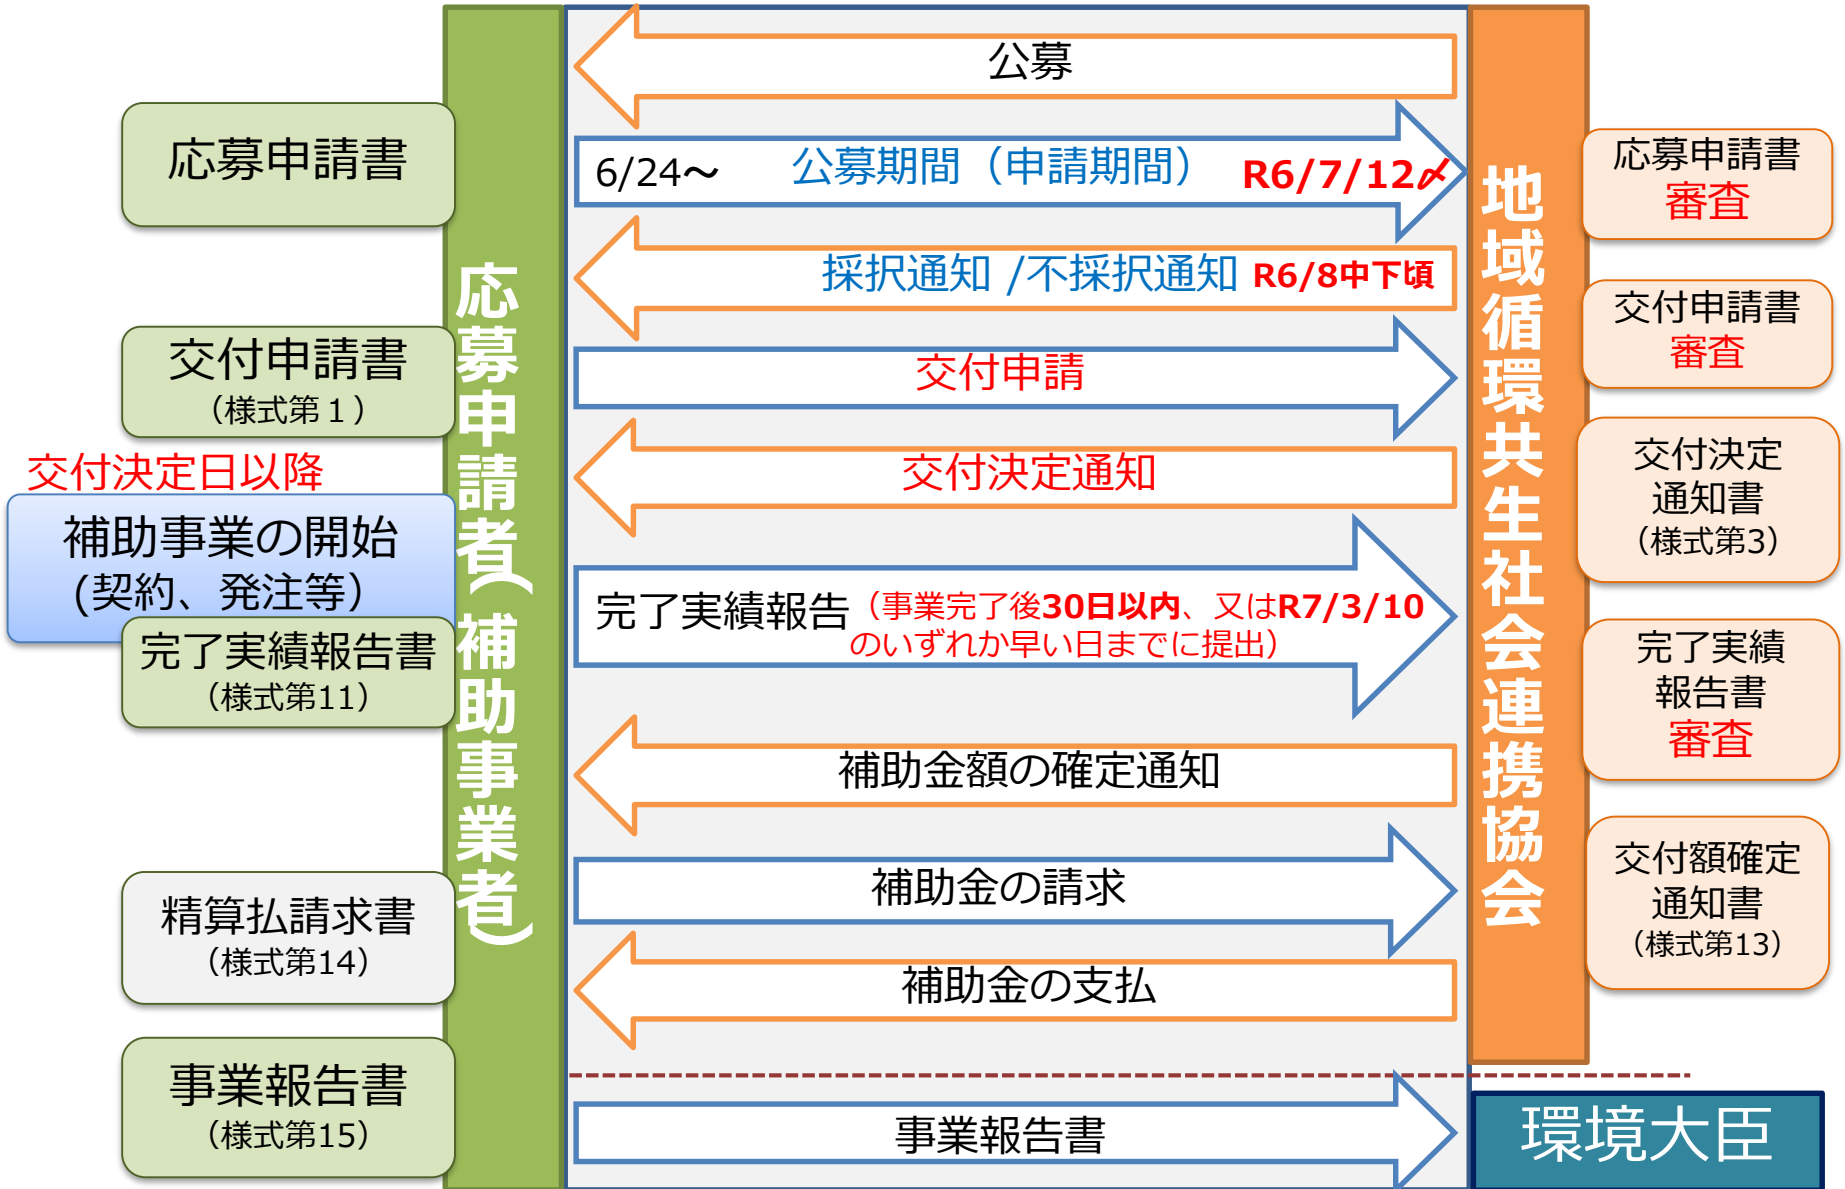 公募
応募申請書
6/24～ 公募期間（申請期間） R6/7/12〆
応募申請書
審査
採択通知 /不採択通知 R6/8中下頃
交付申請書
（様式第１）
交付申請
交付申請書
審査
交付決定通知
交付決定
通知書
（様式第3）
交付決定日以降
補助事業の開始
(契約、発注等）
完了実績報告書
（様式第11）
完了実績報告（事業完了後30日以内、又はR7/3/10
のいずれか早い日までに提出）
完了実績
報告書
審査
補助金額の確定通知
交付額確定
通知書
（様式第13）
精算払請求書
（様式第14）
補助金の請求
補助金の支払
事業報告書
（様式第15）
事業報告書
環境大臣
応募申請者（補助事業者）
地域循環共生社会連携協会